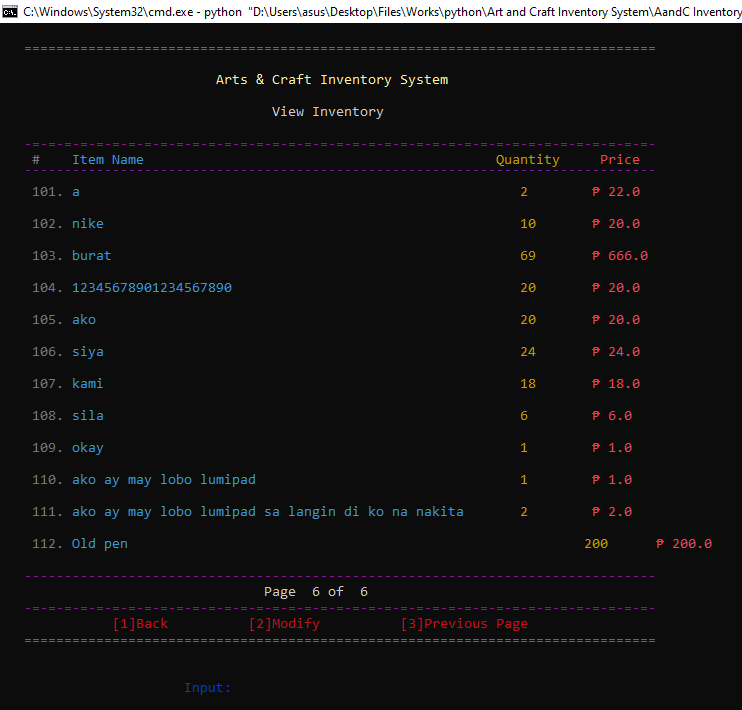 C:\Windows\System32\cmd.exe - python "D:\Users\asus\Desktop\Files\Works\python\Art and Craft Inventory System\AandC Inventory
Arts & Craft Inventory System
View Inventory
# Item Name Quantity Price
101. a 2 ₱ 22.0
102. nike 10 ₱ 20.0
103. burat 69 ₱ 666.0
104. 12345678901234567890 20 ₱ 20.0
105. ako 20 ₱ 20.0
106. siya 24 ₱ 24.0
107. kami 18 ₱ 18.0
108. sila 6 ₱ 6.0
109. okay 1 ₱ 1.0
110. ako ay may lobo lumipad 1 ₱ 1.0
111. ako ay may lobo lumipad sa langin di ko na nakita 2 ₱ 2.0
112. Old pen 200 ₱ 200.0
Page 6 of 6
[1]Back [2]Modify [3]Previous Page
Input: